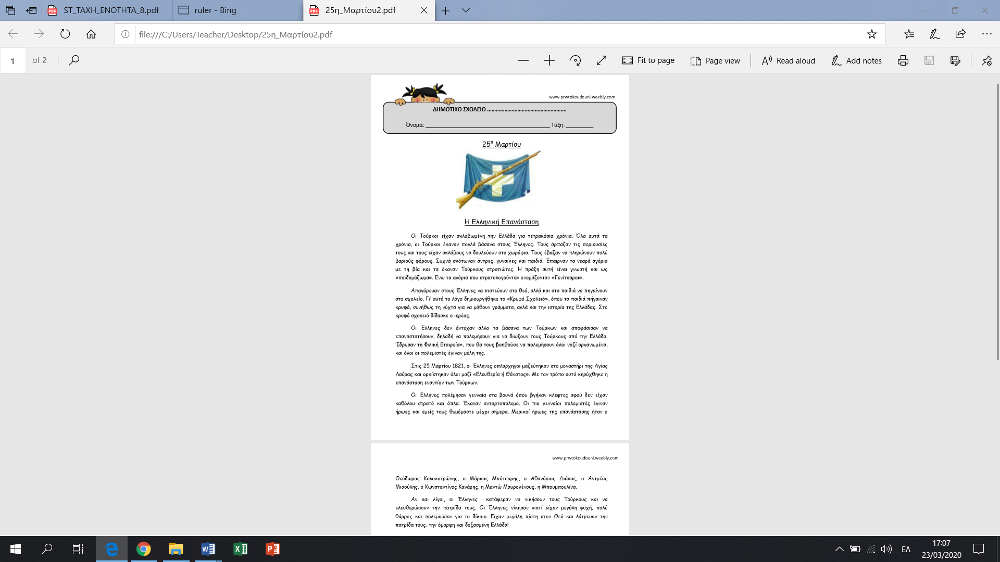 ST_TAXH_ENOTHTA_8.pdf
ruler - Bing
25η_Μαρτίου2.pdf
file:///C:/Users/Teacher/Desktop/25η_Μαρτίου2.pdf
1 of 2
Fit to page
Page view
Read aloud
Add notes
www.prwtokoudouni.weebly.com
ΔΗΜΟΤΙΚΟ ΣΧΟΛΕΙΟ ……………………………………………….
Όνομα: ________________________________________ Τάξη: _________
25η Μαρτίου
Η Ελληνική Επανάσταση
Οι Τούρκοι είχαν σκλαβωμένη την Ελλάδα για τετρακόσια χρόνια. Όλα αυτά τα
χρόνια, οι Τούρκοι έκαναν πολλά βάσανα στους Έλληνες. Τους άρπαζαν τις περιουσίες
τους και τους είχαν σκλάβους να δουλεύουν στα χωράφια. Τους έβαζαν να πληρώνουν πολύ
βαριούς φόρους. Συχνά σκότωναν άντρες, γυναίκες και παιδιά. Έπαιρναν τα νεαρά αγόρια
με τη βία και τα έκαναν Τούρκους στρατιώτες. Η πράξη αυτή είναι γνωστή και ως
«παιδομάζωμα». Ενώ τα αγόρια που στρατολογούνταν ονομάζονταν «Γενίτσαροι».
Απαγόρευαν στους Έλληνες να πιστεύουν στο θεό, αλλά και στα παιδιά να πηγαίνουν
στο σχολείο. Γι' αυτό το λόγο δημιουργήθηκε το «Κρυφό Σχολειό», όπου τα παιδιά πήγαιναν
κρυφά, συνήθως τη νύχτα για να μάθουν γράμματα, αλλά και την ιστορία της Ελλάδας. Στο
κρυφό σχολειό δίδασκε ο ιερέας.
Οι Έλληνες δεν άντεχαν άλλο τα βάσανα των Τούρκων και αποφάσισαν να
επαναστατήσουν, δηλαδή να πολεμήσουν για να διώξουν τους Τούρκους από την Ελλάδα.
Ίδρυσαν τη Φιλική Εταιρεία», που θα τους βοηθούσε να πολεμήσουν όλοι ναζί οργανωμένα,
και όλοι οι πολεμιστές έγιναν μέλη της.
Στις 25 Μαρτίου 1821, οι Έλληνες οπλαρχηγοί μαζεύτηκαν στο μοναστήρι της Αγίας
Λαύρας και ορκίστηκαν όλοι μαζί «Ελευθερία ή Θάνατος». Με τον τρόπο αυτό κηρύχθηκε η
επανάσταση εναντίον των Τούρκων.
Οι Έλληνες πολέμησαν γενναία στα βουνά όπου βγήκαν κλέφτες αφού δεν είχαν
καθόλου στρατό και όπλα. Έκαναν ανταρτοπόλεμο. Οι πιο γενναίοι πολεμιστές έγιναν
ήρωες και εμείς τους θυμόμαστε μέχρι σήμερα. Μερικοί ήρωες της επανάστασης ήταν ο
www.prwtokoudouni.weebly.com
Θεόδωρος Κολοκοτρώνης, ο Μάρκος Μπότσαρης, ο Αθανάσιος Διάκος, ο Αντρέας
Μιαούλης, ο Κωνσταντίνος Κανάρης, η Μαντώ Μαυρογένους, η Μπουμπουλίνα.
Αν και λίγοι, οι Έλληνες κατάφεραν να νικήσουν τους Τούρκους και να
ελευθερώσουν την πατρίδα τους. Οι Έλληνες νίκησαν γιατί είχαν μεγάλη ψυχή, πολύ
θάρρος και πολεμούσαν για το δίκαιο. Είχαν μεγάλη πίστη στον Θεό και λάτρευαν την
πατρίδα τους, την όμορφη και δοξασμένη Ελλάδα!
ΕΛ
17:07
23/03/2020